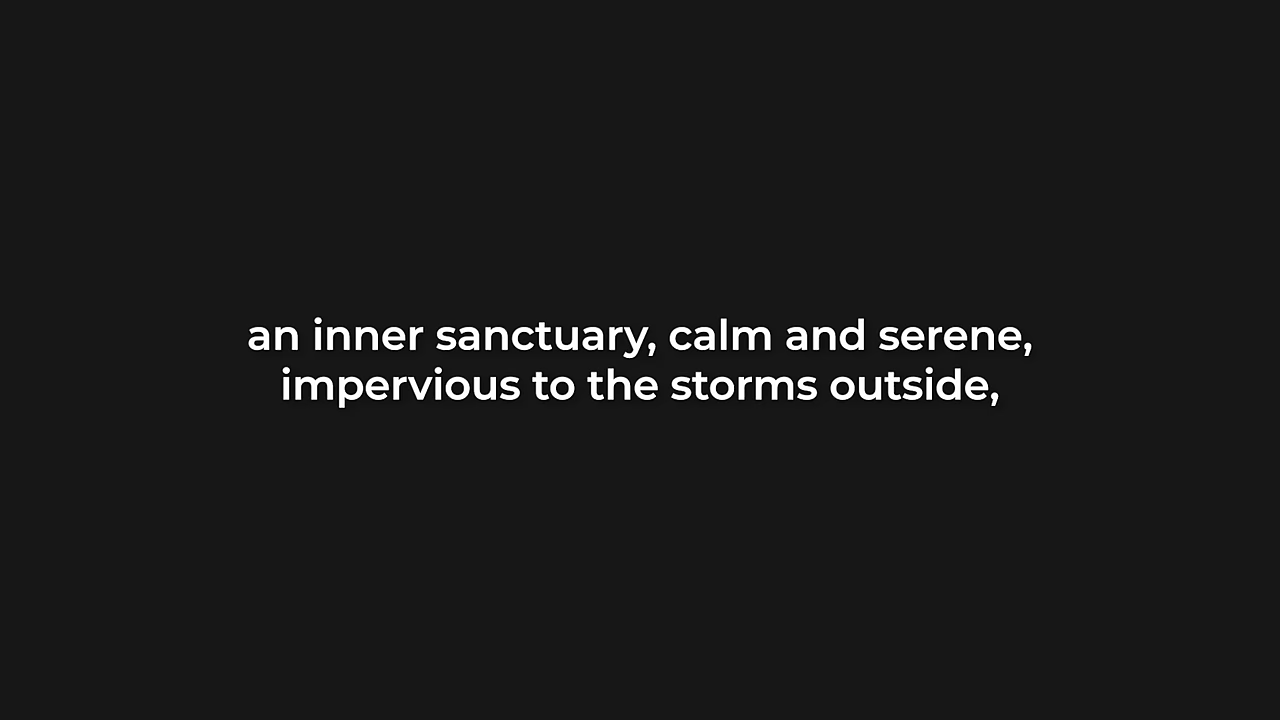 an inner sanctuary, calm and serene,
impervious to the storms outside,